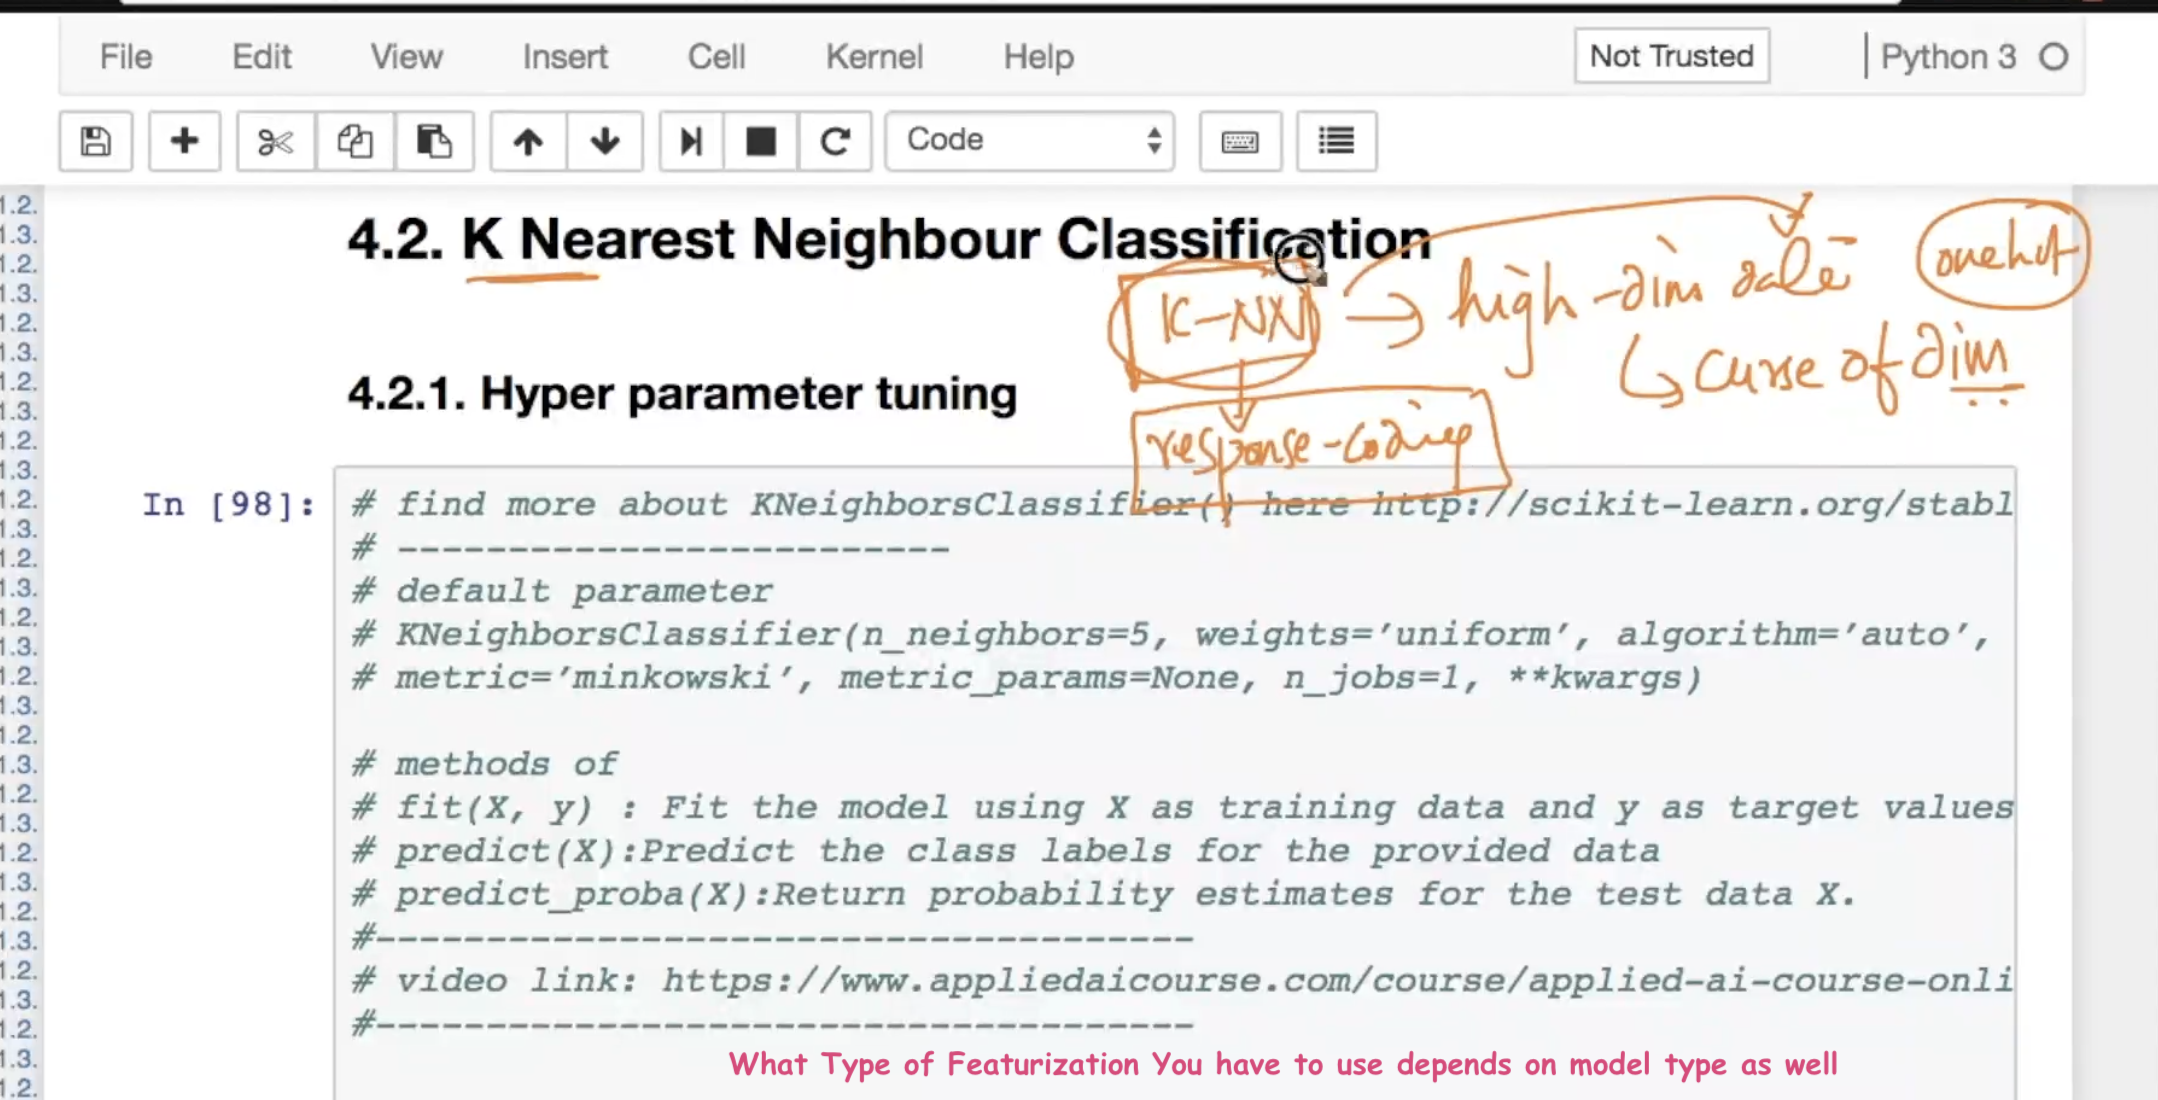 File Edit View Insert Cell Kernel Help Not Trusted Python 3
Code
4.2. K Nearest Neighbour Classification
onehot
K-NN → high-dim data
curse of dim
4.2.1. Hyper parameter tuning
response-coding
In [98]: # find more about KNeighborsClassifier() here http://scikit-learn.org/stabl
# -------------------------
# default parameter
# KNeighborsClassifier(n_neighbors=5, weights='uniform', algorithm='auto',
# metric='minkowski', metric_params=None, n_jobs=1, **kwargs)
# methods of
# fit(X, y) : Fit the model using X as training data and y as target values
# predict(X):Predict the class labels for the provided data
# predict_proba(X):Return probability estimates for the test data X.
#-------------------------------------
# video link: https://www.appliedaicourse.com/course/applied-ai-course-onli
#-------------------------------------
What Type of Featurization You have to use depends on model type as well
1.2.
1.3.
1.2.
1.3.
1.2.
1.3.
1.2.
1.3.
1.2.
1.3.
1.2.
1.3.
1.2.
1.3.
1.2.
1.3.
1.2.
1.3.
1.2.
1.3.
1.2.
1.3.
1.2.
1.3.
1.2.
1.3.
1.2.
1.3.
1.2.
1.3.
1.2.